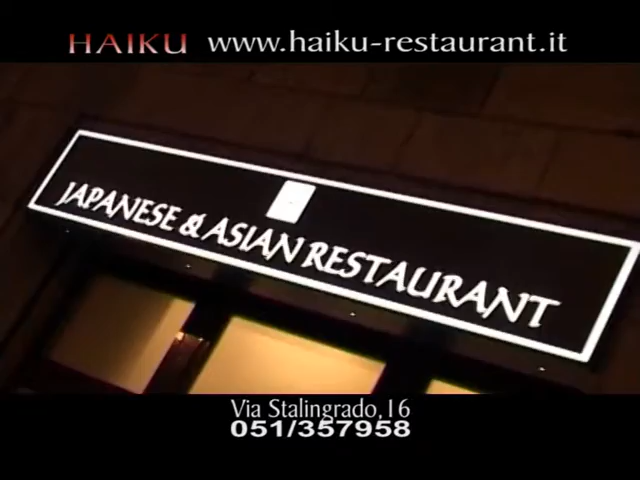 HAIKU www.haiku-restaurant.it
JAPANESE & ASIAN RESTAURANT
Via Stalingrado,16
051/357958